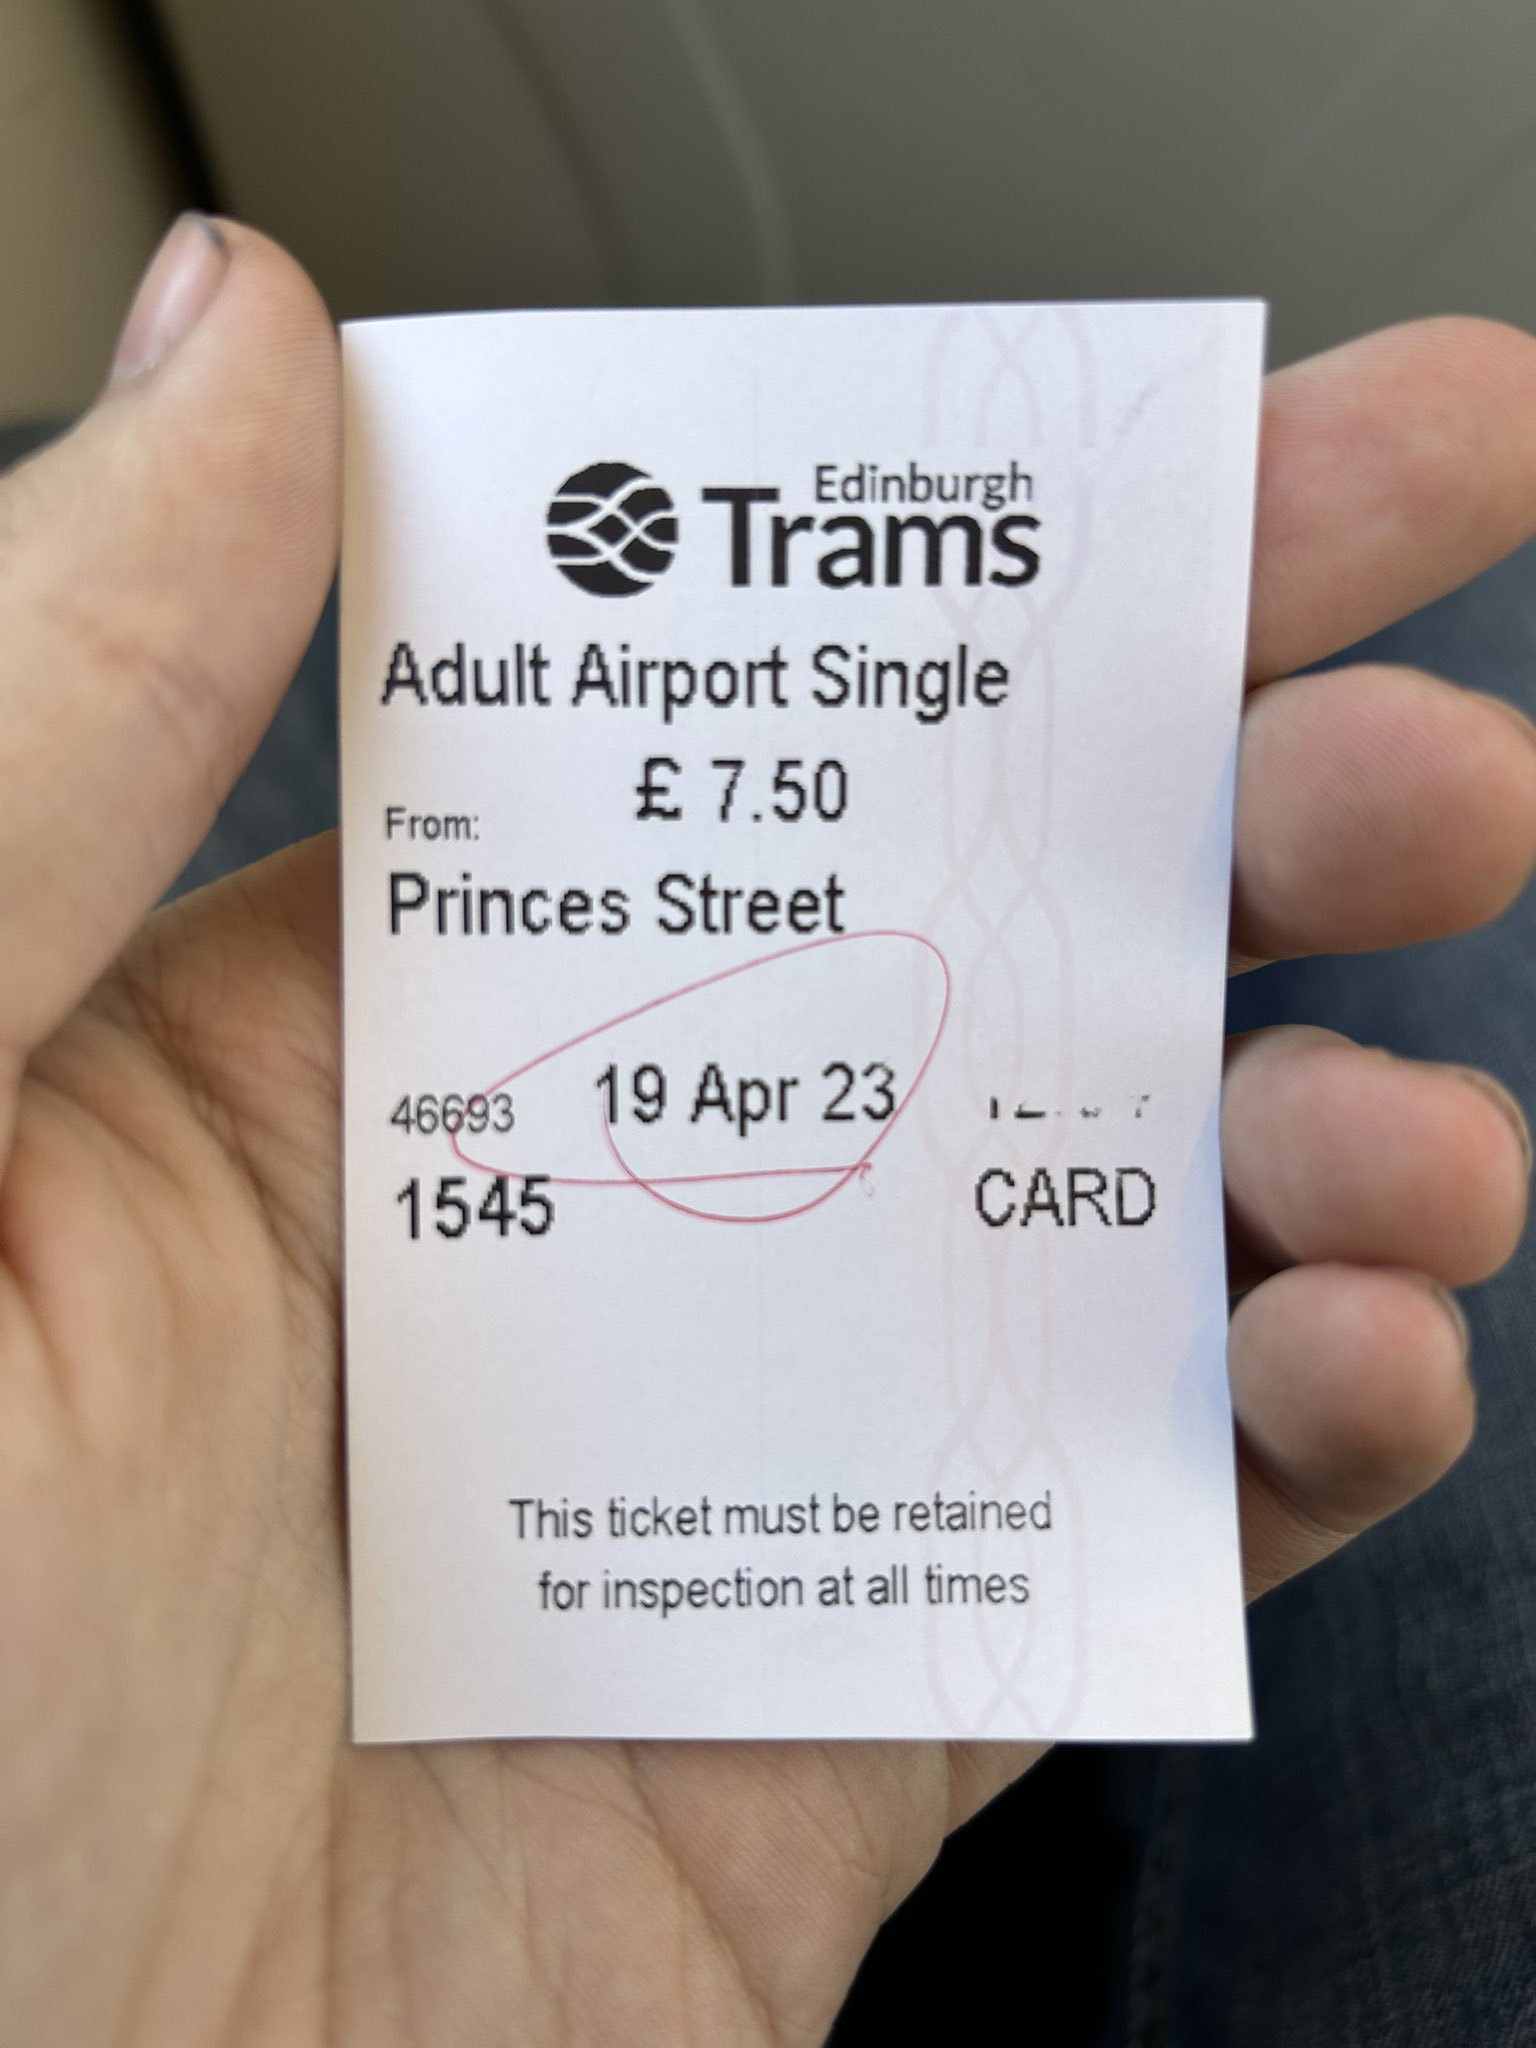 Edinburgh
Trams
Adult Airport Single
£ 7.50
From:
Princes Street
46693 19 Apr 23
1545 CARD
This ticket must be retained
for inspection at all times